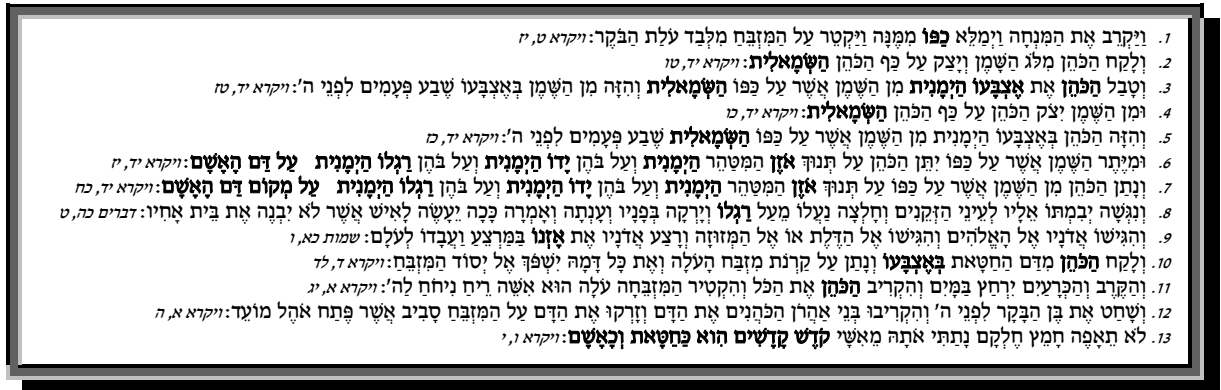 1. וַיַּקְרֵב אֶת הַמִּנְחָה וַיְמַלֵּא כַפּוֹ מִמֶּנָּה וַיַּקְטֵר עַל הַמִּזְבֵּחַ מִלְּבַד עֹלַת הַבֹּקֶר: ויקרא ט, יז
2. וְלָקַח הַכֹּהֵן מִלֹּג הַשָּׁמֶן וְיָצַק עַל כַּף הַכֹּהֵן הַשְּׂמָאלִית: ויקרא יד, טו
3. וְטָבַל הַכֹּהֵן אֶת אֶצְבָּעוֹ הַיְמָנִית מִן הַשֶּׁמֶן אֲשֶׁר עַל כַּפּוֹ הַשְּׂמָאלִית וְהִזָּה מִן הַשֶּׁמֶן בְּאֶצְבָּעוֹ שֶׁבַע פְּעָמִים לִפְנֵי ה': ויקרא יד, טז
4. וּמִן הַשֶּׁמֶן יִצֹק הַכֹּהֵן עַל כַּף הַכֹּהֵן הַשְּׂמָאלִית: ויקרא יד, כו
5. וְהִזָּה הַכֹּהֵן בְּאֶצְבָּעוֹ הַיְמָנִית מִן הַשֶּׁמֶן אֲשֶׁר עַל כַּפּוֹ הַשְּׂמָאלִית שֶׁבַע פְּעָמִים לִפְנֵי ה': ויקרא יד, כז
6. וּמִיֶּתֶר הַשֶּׁמֶן אֲשֶׁר עַל כַּפּוֹ יִתֵּן הַכֹּהֵן עַל תְּנוּךְ אֹזֶן הַמִּטַּהֵר הַיְמָנִית וְעַל בֹּהֶן יָדוֹ הַיְמָנִית וְעַל בֹּהֶן רַגְלוֹ הַיְמָנִית עַל דַּם הָאָשָׁם: ויקרא יד, יז
7. וְנָתַן הַכֹּהֵן מִן הַשֶּׁמֶן אֲשֶׁר עַל כַּפּוֹ עַל תְּנוּךְ אֹזֶן הַמִּטַּהֵר הַיְמָנִית וְעַל בֹּהֶן יָדוֹ הַיְמָנִית וְעַל בֹּהֶן רַגְלוֹ הַיְמָנִית עַל מְקוֹם דַּם הָאָשָׁם: ויקרא יד, כח
8. וְנִגְּשָׁה יְבִמְתּוֹ אֵלָיו לְעֵינֵי הַזְּקֵנִים וְחָלְצָה נַעֲלוֹ מֵעַל רַגְלוֹ וְיָרְקָה בְּפָנָיו וְעָנְתָה וְאָמְרָה כָּכָה יֵעָשֶׂה לָאִישׁ אֲשֶׁר לֹא יִבְנֶה אֶת בֵּית אָחִיו: דברים כה, ט
9. וְהִגִּישׁוֹ אֲדֹנָיו אֶל הָאֱלֹהִים וְהִגִּישׁוֹ אֶל הַדֶּלֶת אוֹ אֶל הַמְּזוּזָה וְרָצַע אֲדֹנָיו אֶת אָזְנוֹ בַּמַּרְצֵעַ וַעֲבָדוֹ לְעֹלָם: שמות כא, ו
10. וְלָקַח הַכֹּהֵן מִדַּם הַחַטָּאת בְּאֶצְבָּעוֹ וְנָתַן עַל קַרְנֹת מִזְבַּח הָעֹלָה וְאֶת כָּל דָּמָהּ יִשְׁפֹּךְ אֶל יְסוֹד הַמִּזְבֵּחַ: ויקרא ד, לד
11. וְהַקֶּרֶב וְהַכְּרָעַיִם יִרְחַץ בַּמָּיִם וְהִקְרִיב הַכֹּהֵן אֶת הַכֹּל וְהִקְטִיר הַמִּזְבֵּחָה עֹלָה הוּא אִשֵּׁה רֵיחַ נִיחֹחַ לַה': ויקרא א, יג
12. וְשָׁחַט אֶת בֶּן הַבָּקָר לִפְנֵי ה' וְהִקְרִיבוּ בְּנֵי אַהֲרֹן הַכֹּהֲנִים אֶת הַדָּם וְזָרְקוּ אֶת הַדָּם עַל הַמִּזְבֵּחַ סָבִיב אֲשֶׁר פֶּתַח אֹהֶל מוֹעֵד: ויקרא א, ה
13. לֹא תֵאָפֶה חָמֵץ חֶלְקָם נָתַתִּי אֹתָהּ מֵאִשָּׁי קֹדֶשׁ קָדָשִׁים הִוא כַּחַטָּאת וְכָאָשָׁם: ויקרא ו, י